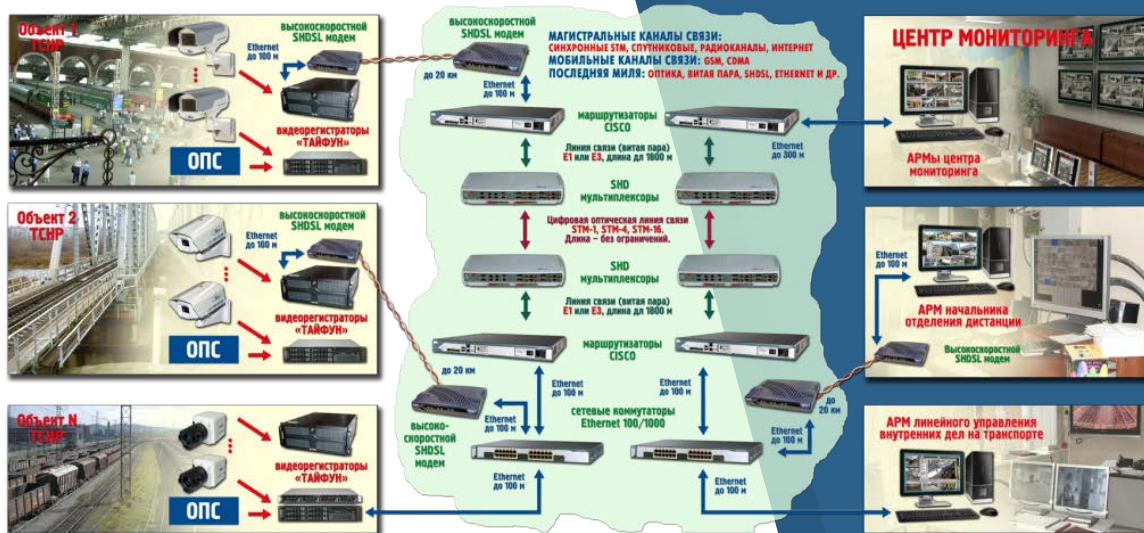 Объект 1
ТСНР
Ethernet
до 100 м
высокоскоростной
SHDSL модем
видеорегистраторы
«ТАЙФУН»
ОПС
Объект 2
ТСНР
высокоскоростной
SHDSL модем
Ethernet
до 100 м
видеорегистраторы
«ТАЙФУН»
ОПС
Объект N
ТСНР
видеорегистраторы
«ТАЙФУН»
ОПС
высокоскоростной
SHDSL модем
до 20 км
Ethernet
до 100 м
МАГИСТРАЛЬНЫЕ КАНАЛЫ СВЯЗИ:
СИНХРОННЫЕ STM, СПУТНИКОВЫЕ, РАДИОКАНАЛЫ, ИНТЕРНЕТ
МОБИЛЬНЫЕ КАНАЛЫ СВЯЗИ: GSM, CDMA
ПОСЛЕДНЯЯ МИЛЯ: ОПТИКА, ВИТАЯ ПАРА, SHDSL, ETHERNET И ДР.
маршрутизаторы
CISCO
Ethernet
до 300 м
Линия связи (витая пара)
E1 или E3, длина дл 1800 м
SHD
мультиплексоры
Цифровая оптическая линия связи
STM-1, STM-4, STM-16.
Длина – без ограничений.
SHD
мультиплексоры
Линия связи (витая пара)
E1 или E3, длина дл 1800 м
маршрутизаторы
CISCO
до 20 км
Ethernet
до 100 м
Ethernet
до 100 м
Ethernet
до 100 м
высоко-
скоростной
SHDSL
модем
сетевые коммутаторы
Ethernet 100/1000
Ethernet
до 100 м
до
20 км
Ethernet
до 100 м
Ethernet
до 100 м
ЦЕНТР МОНИТОРИНГА
АРМы центра
мониторинга
Ethernet
до 100 м
АРМ начальника
отделения дистанции
Высокоскоростной
SHDSL модем
АРМ линейного управления
внутренних дел на транспорте